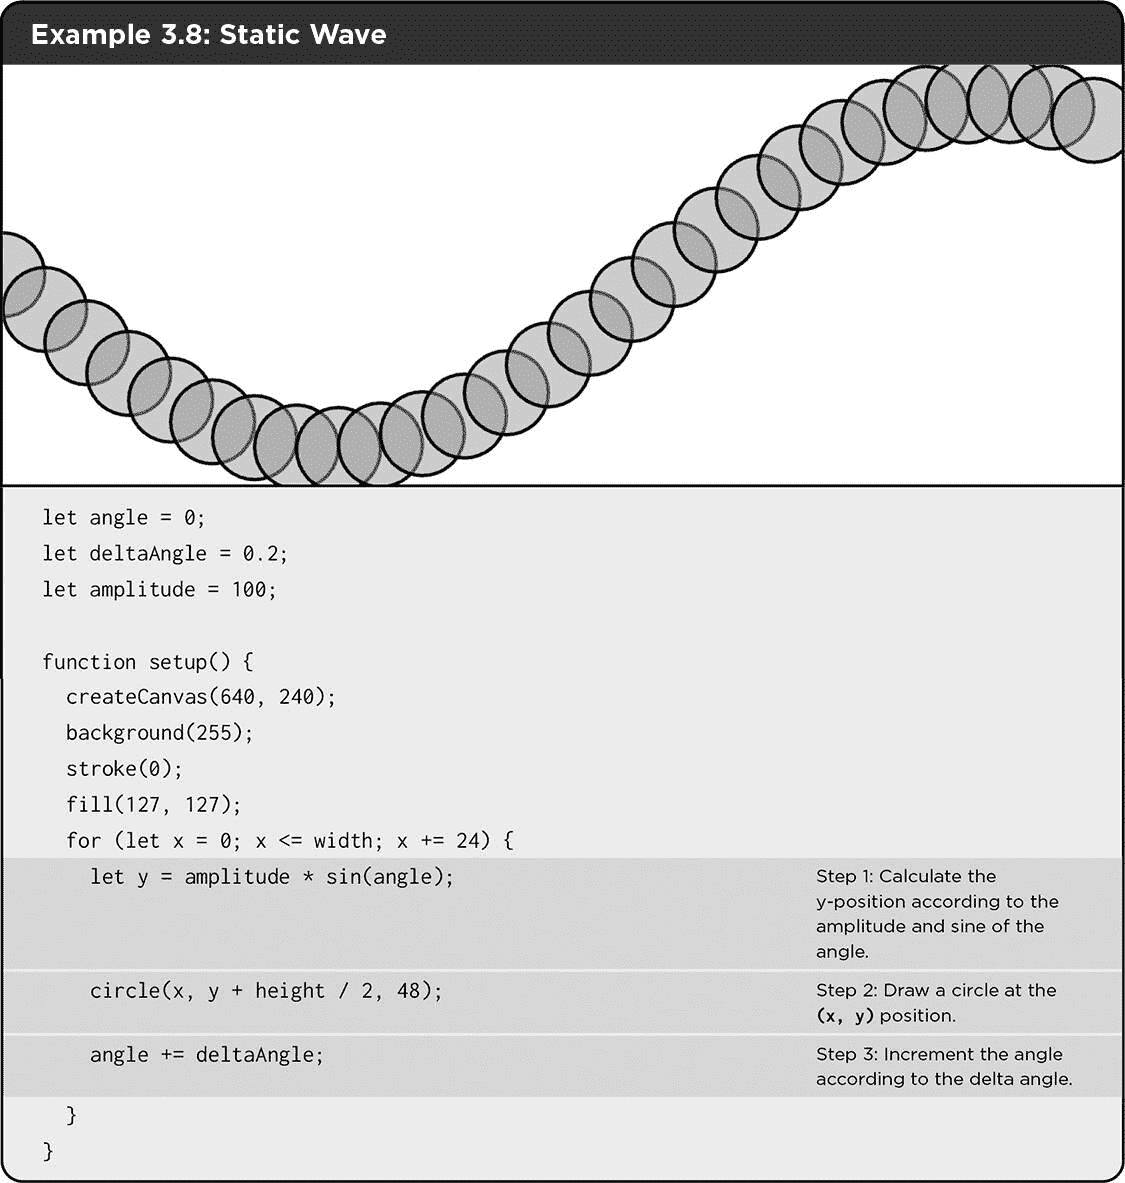 Example 3.8: Static Wave
let angle = 0;
let deltaAngle = 0.2;
let amplitude = 100;
function setup() {
createCanvas(640, 240);
background(255);
stroke(0);
fill(127, 127);
for (let x = 0; x <= width; x += 24) {
let y = amplitude * sin(angle);
Step 1: Calculate the
y-position according to the
amplitude and sine of the
angle.
circle(x, y + height / 2, 48);
Step 2: Draw a circle at the
(x, y) position.
angle += deltaAngle;
Step 3: Increment the angle
according to the delta angle.
}
}